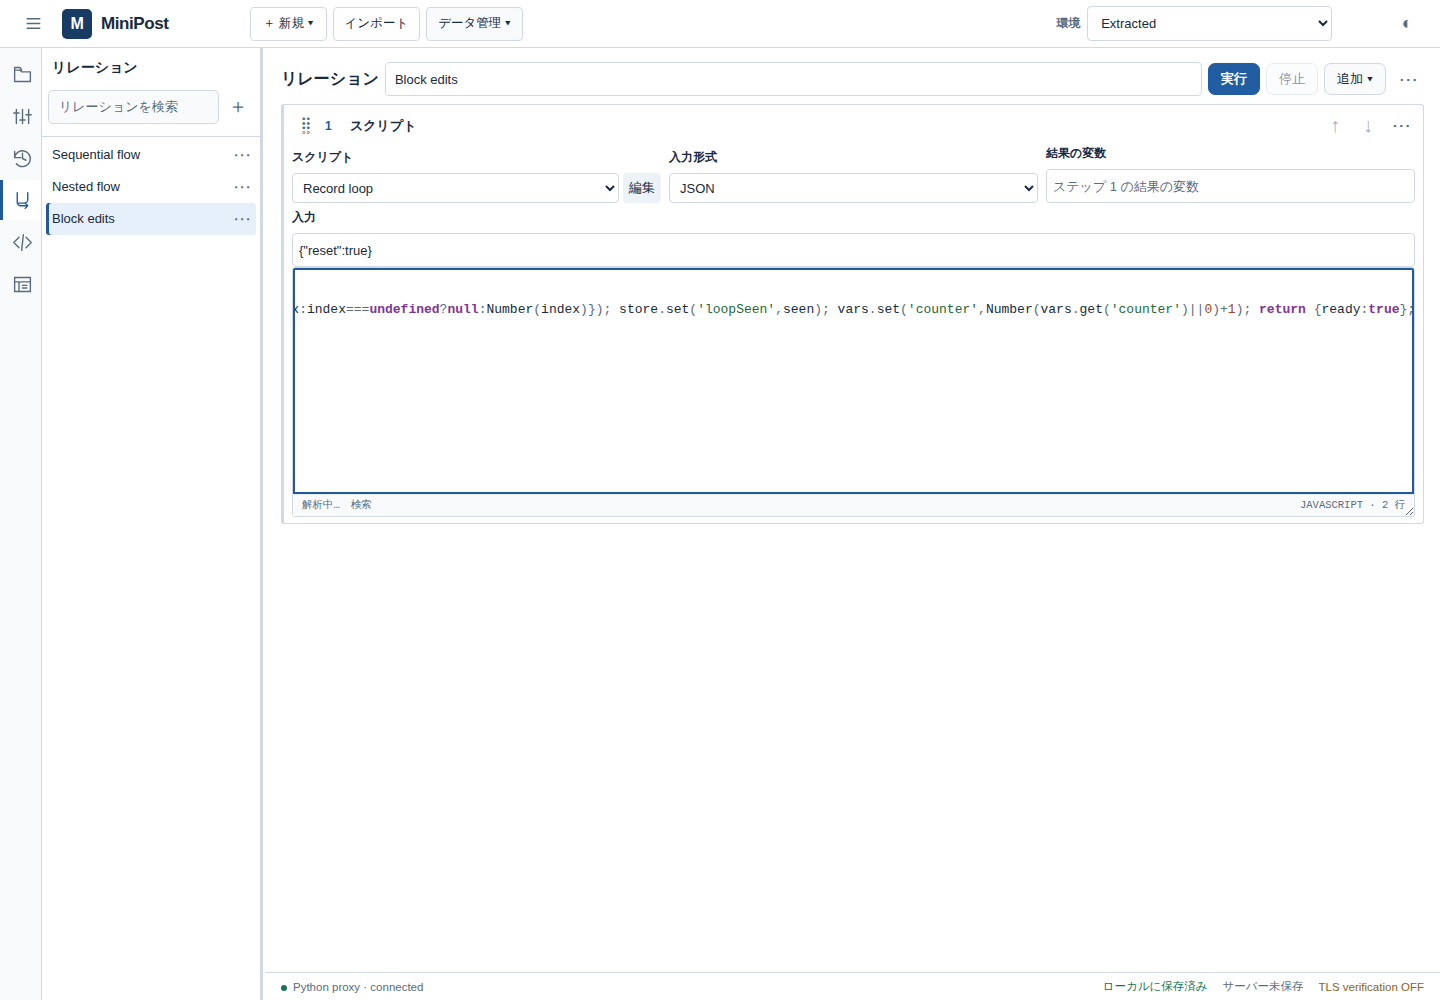 M MiniPost ＋ 新規 ▾ インポート データ管理 ▾ 環境 Extracted
リレーション
リレーションを検索 +
Sequential flow ···
Nested flow ···
Block edits ···
リレーション Block edits 実行 停止 追加 ▾ ···
1 スクリプト ↑ ↓ ···
スクリプト 入力形式 結果の変数
Record loop 編集 JSON ステップ 1 の結果の変数
入力
{"reset":true}
x:index===undefined?null:Number(index)}); store.set('loopSeen',seen); vars.set('counter',Number(vars.get('counter')||0)+1); return {ready:true};
解析中… 検索 JAVASCRIPT · 2 行
Python proxy · connected ローカルに保存済み サーバー未保存 TLS verification OFF